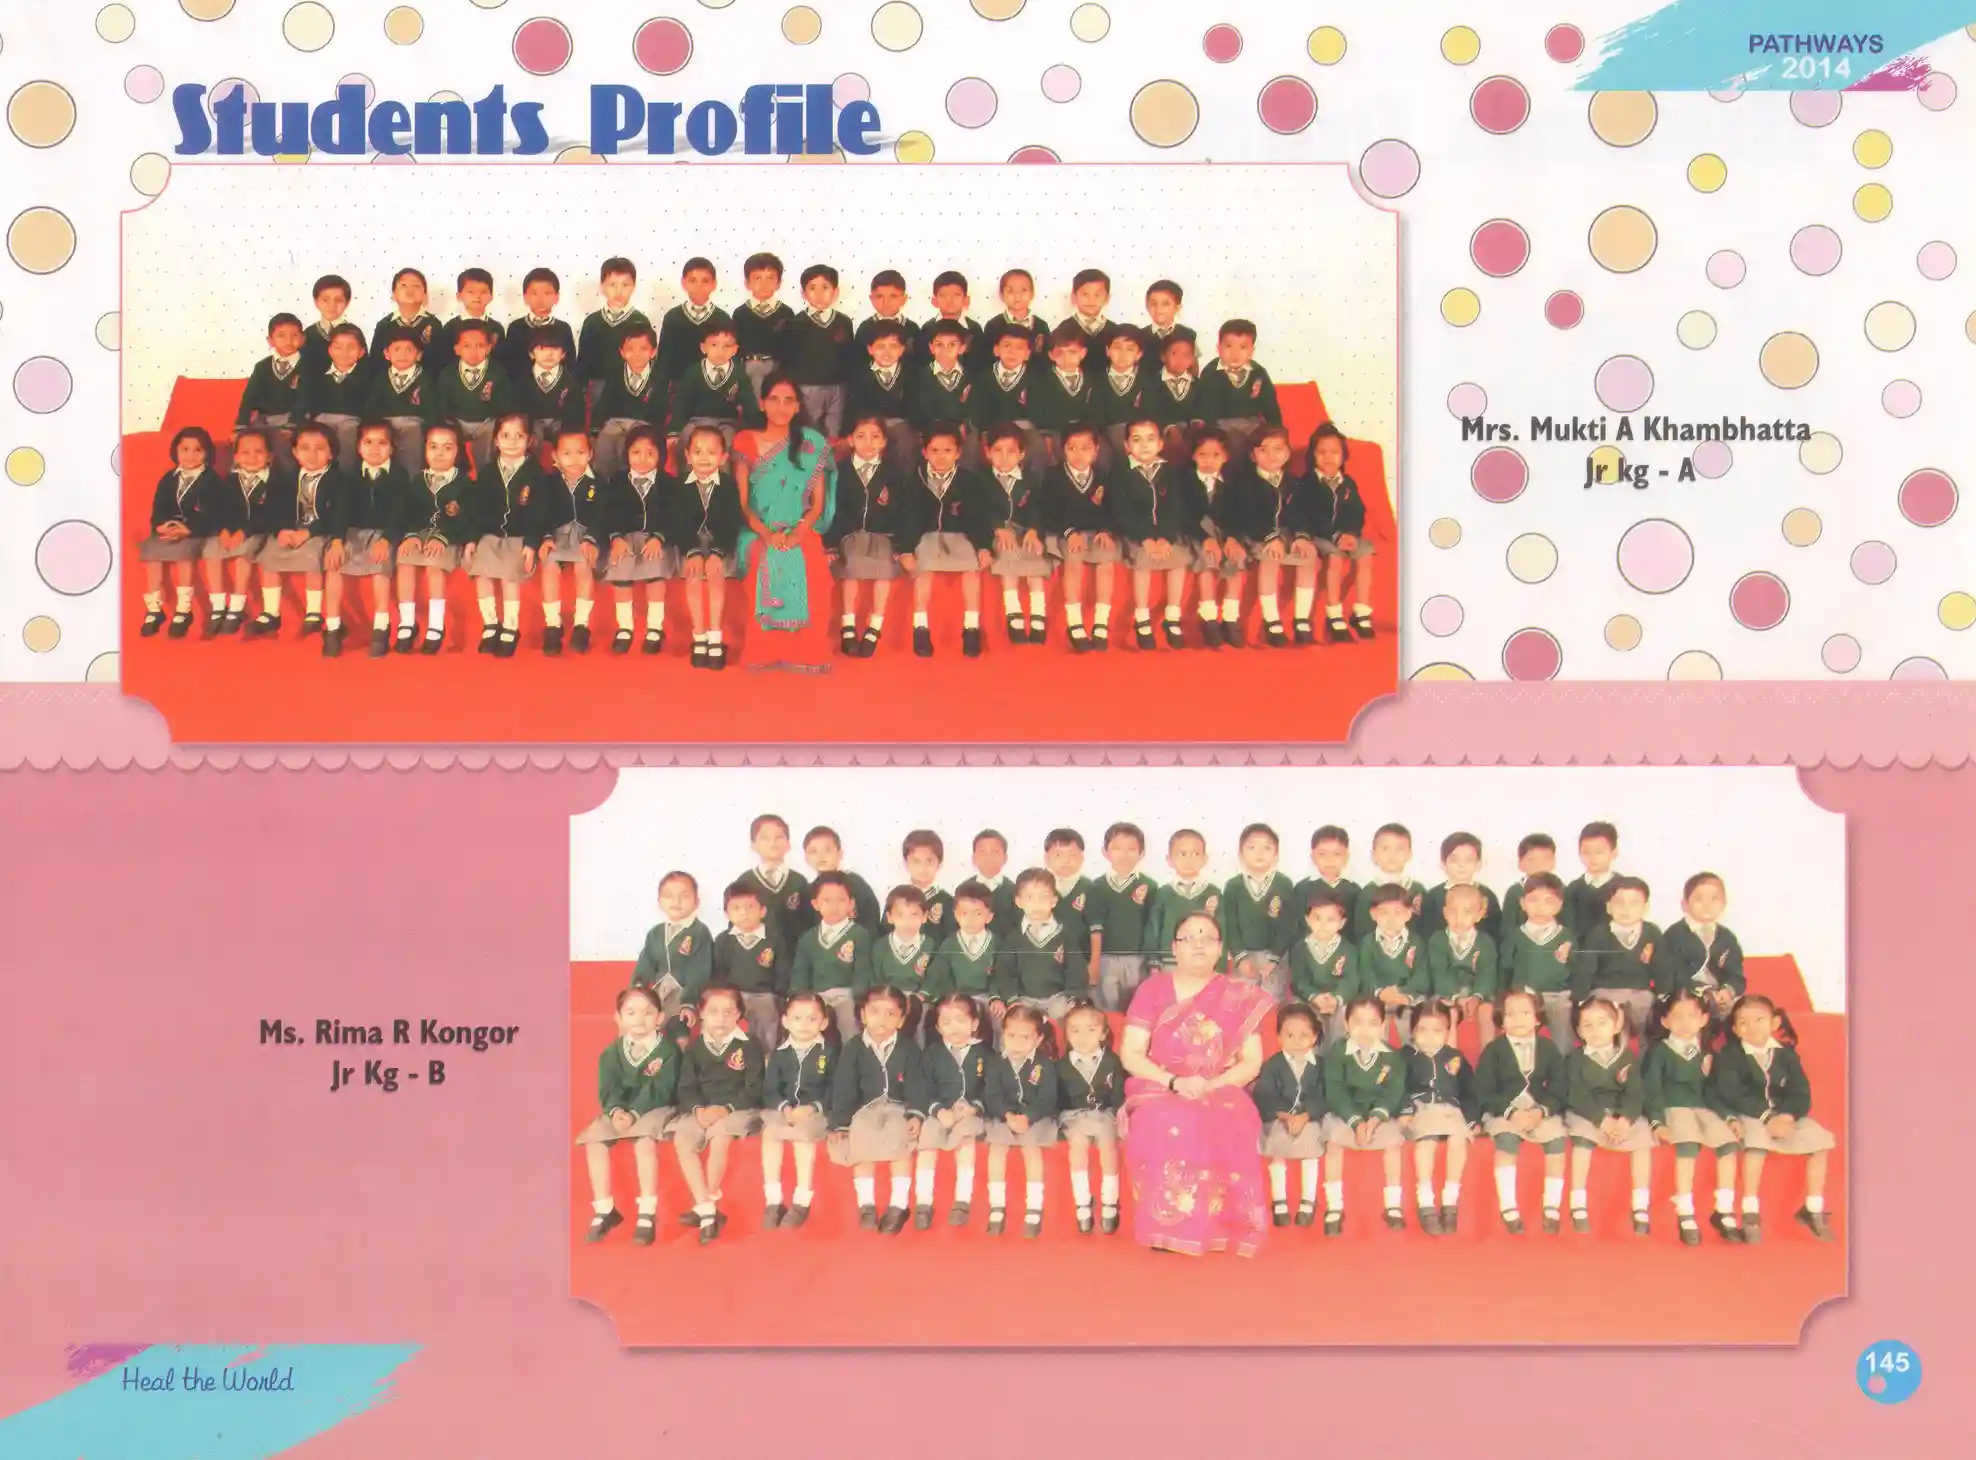 PATHWAYS
2014
Students Profile
Mrs. Mukti A Khambhatta
Jr kg - A
Ms. Rima R Kongor
Jr Kg - B
Heal the World
145